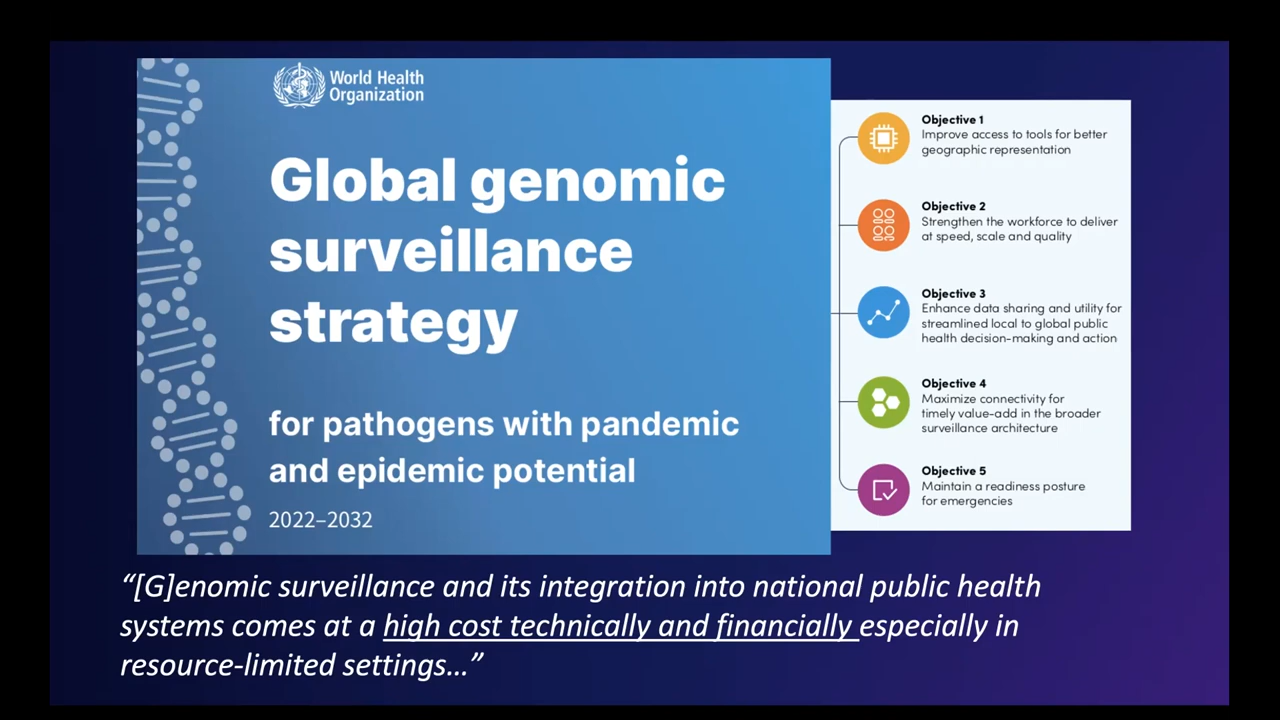 World Health
Organization
Global genomic
surveillance
strategy
for pathogens with pandemic
and epidemic potential
2022–2032
Objective 1
Improve access to tools for better
geographic representation
Objective 2
Strengthen the workforce to deliver
at speed, scale and quality
Objective 3
Enhance data sharing and utility for
streamlined local to global public
health decision-making and action
Objective 4
Maximize connectivity for
timely value-add in the broader
surveillance architecture
Objective 5
Maintain a readiness posture
for emergencies
“[G]enomic surveillance and its integration into national public health
systems comes at a high cost technically and financially especially in
resource-limited settings…”